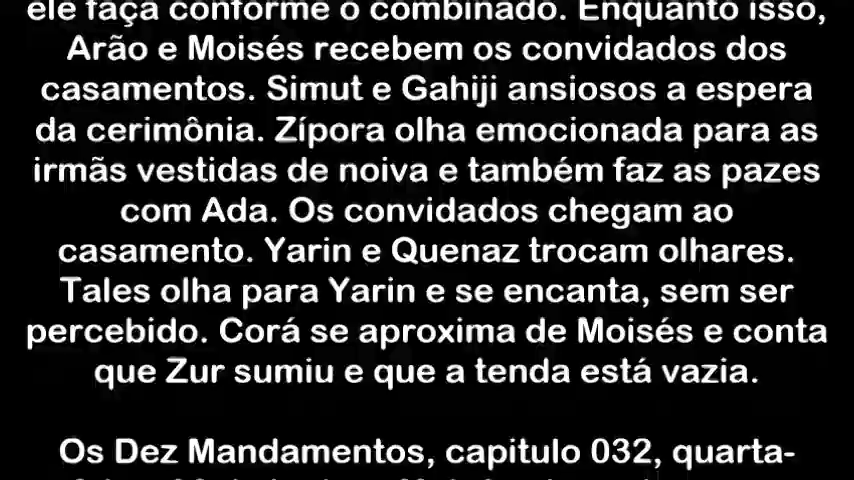 ele faça conforme o combinado. Enquanto isso,
Arão e Moisés recebem os convidados dos
casamentos. Simut e Gahiji ansiosos a espera
da cerimônia. Zípora olha emocionada para as
irmãs vestidas de noiva e também faz as pazes
com Ada. Os convidados chegam ao
casamento. Yarin e Quenaz trocam olhares.
Tales olha para Yarin e se encanta, sem ser
percebido. Corá se aproxima de Moisés e conta
que Zur sumiu e que a tenda está vazia.
Os Dez Mandamentos, capitulo 032, quarta-